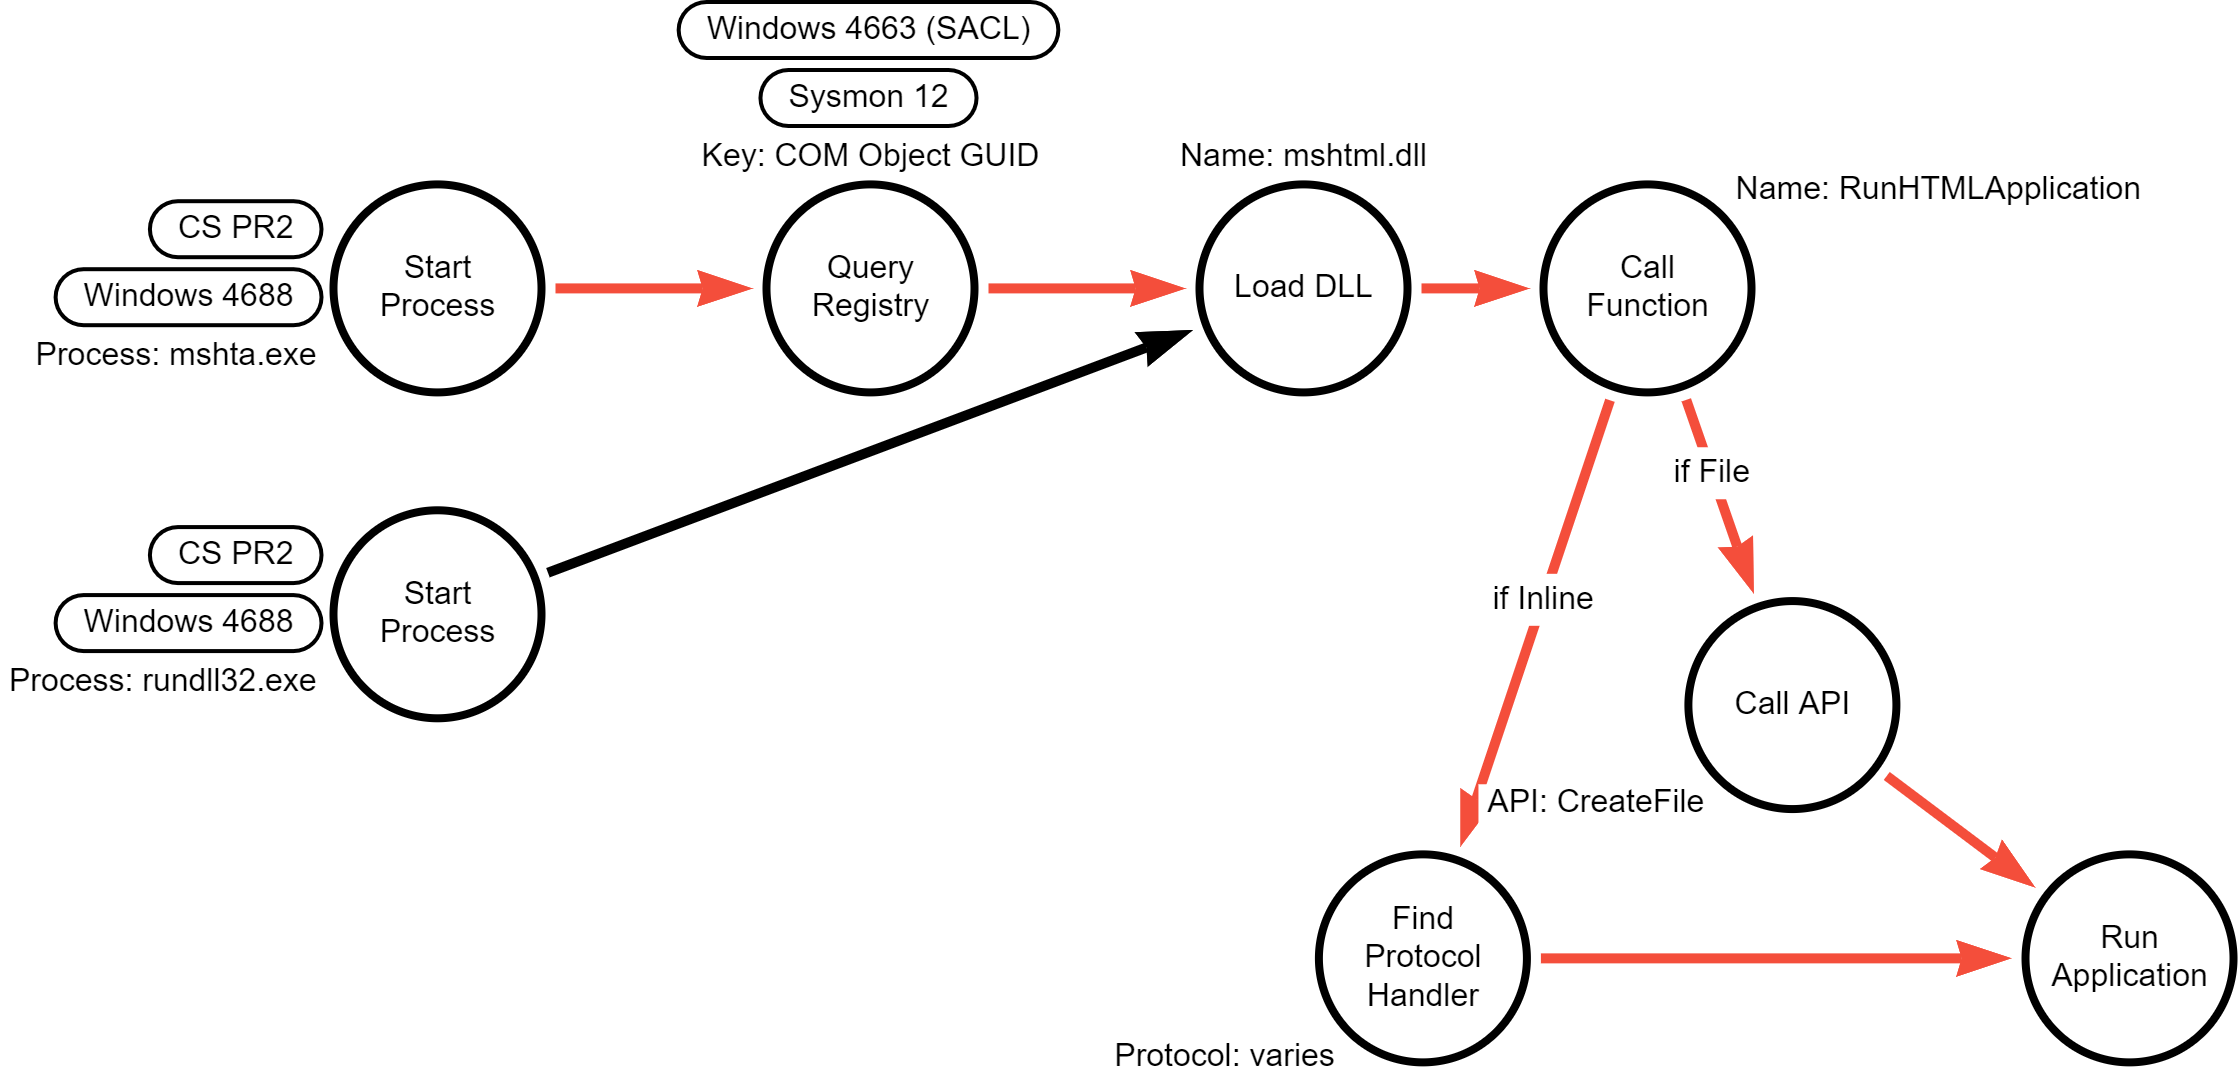 Windows 4663 (SACL)
Sysmon 12
Key: COM Object GUID
Name: mshtml.dll
Name: RunHTMLApplication
CS PR2
Windows 4688
Process: mshta.exe
Start
Process
Query
Registry
Load DLL
Call
Function
if File
if Inline
CS PR2
Windows 4688
Process: rundll32.exe
Start
Process
Call API
API: CreateFile
Find
Protocol
Handler
Protocol: varies
Run
Application